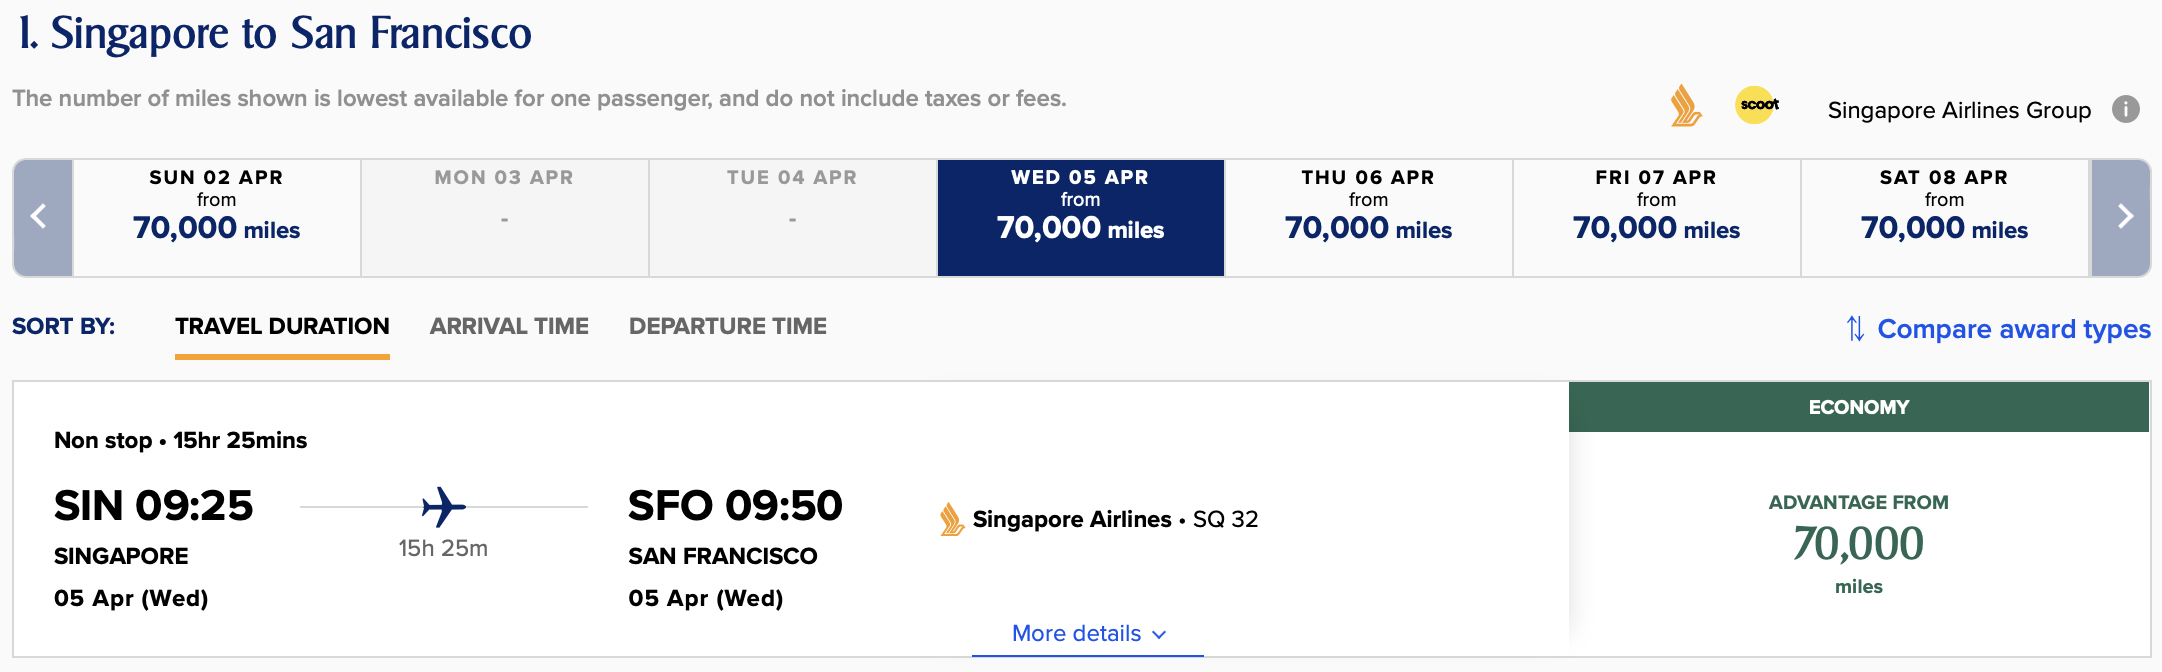 1. Singapore to San Francisco
The number of miles shown is lowest available for one passenger, and do not include taxes or fees.
scoot
Singapore Airlines Group
i
SUN 02 APR
from
70,000 miles
MON 03 APR
-
TUE 04 APR
-
WED 05 APR
from
70,000 miles
THU 06 APR
from
70,000 miles
FRI 07 APR
from
70,000 miles
SAT 08 APR
from
70,000 miles
SORT BY: TRAVEL DURATION ARRIVAL TIME DEPARTURE TIME
Compare award types
Non stop • 15hr 25mins
SIN 09:25
SINGAPORE
05 Apr (Wed)
15h 25m
SFO 09:50
SAN FRANCISCO
05 Apr (Wed)
Singapore Airlines • SQ 32
More details
ECONOMY
ADVANTAGE FROM
70,000
miles